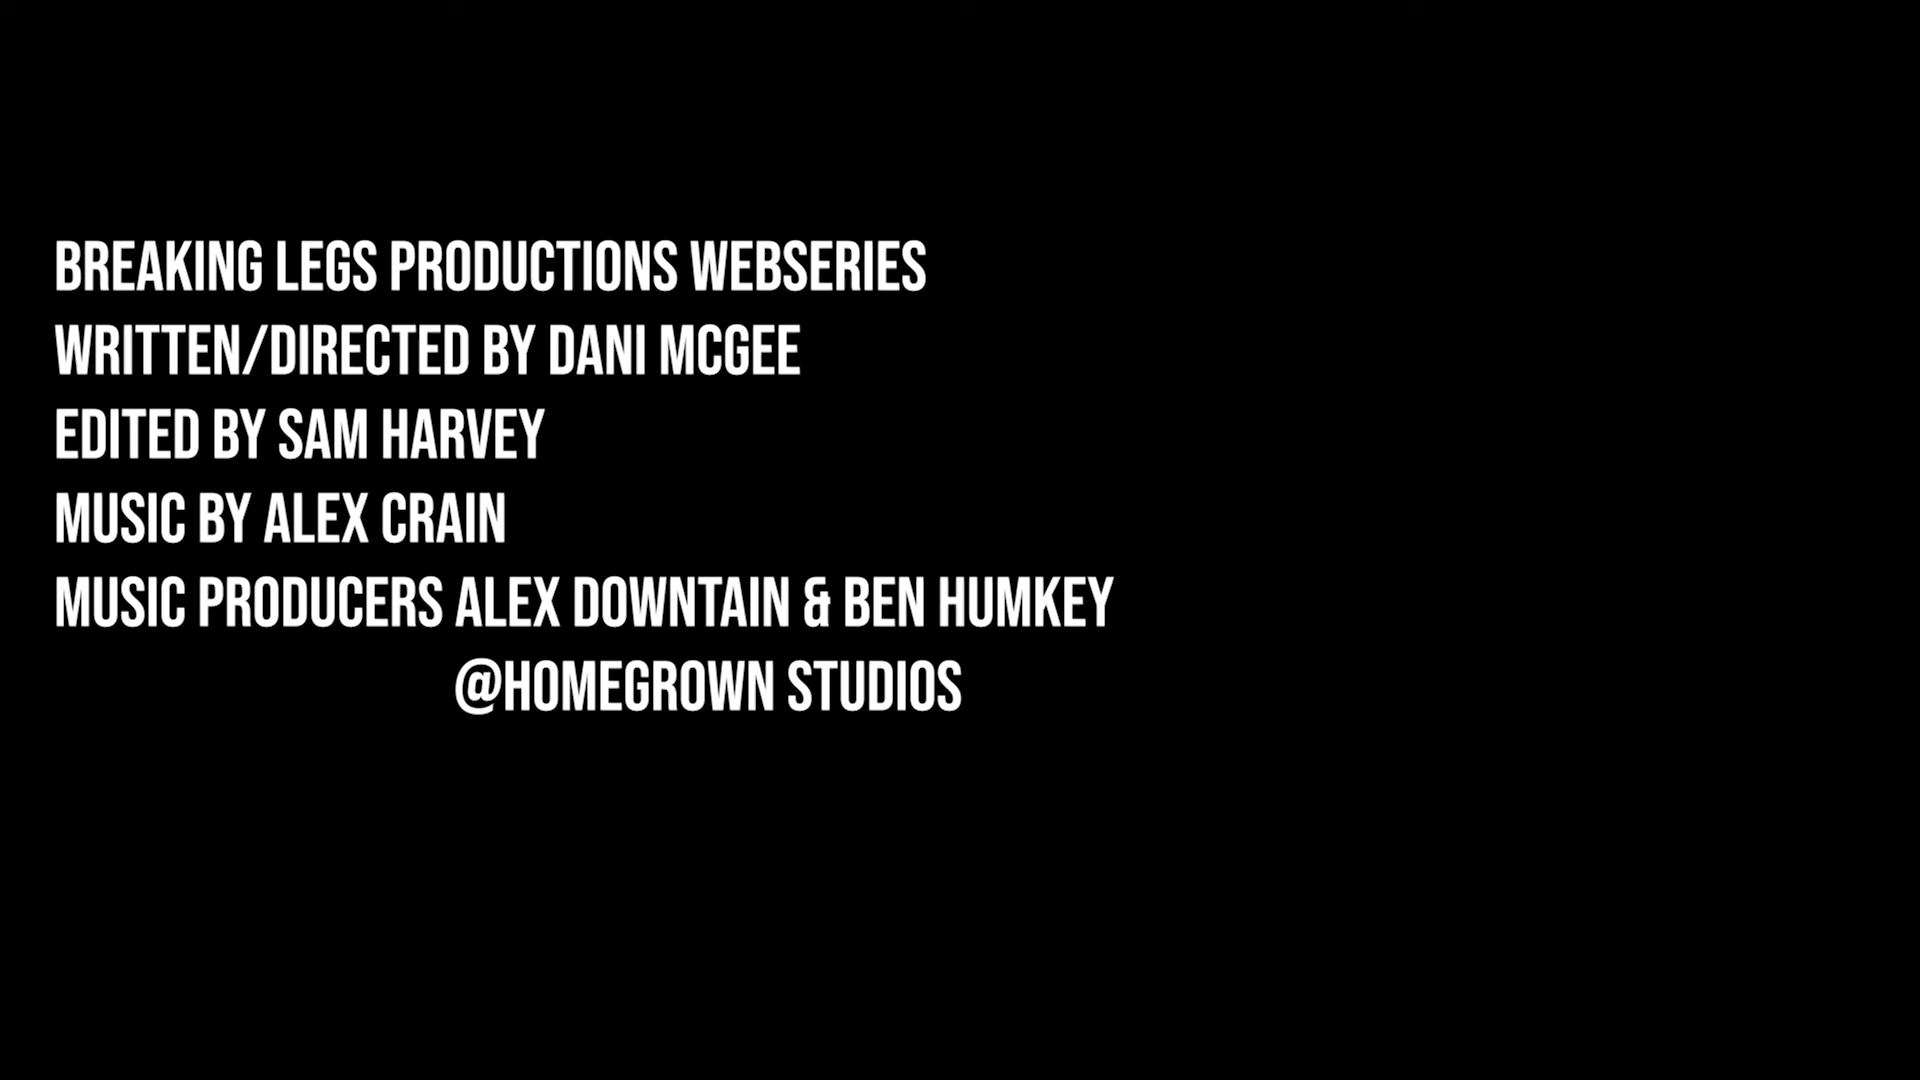 BREAKING LEGS PRODUCTIONS WEBSERIES
WRITTEN/DIRECTED BY DANI MCGEE
EDITED BY SAM HARVEY
MUSIC BY ALEX CRAIN
MUSIC PRODUCERS ALEX DOWNTAIN & BEN HUMKEY
@HOMEGROWN STUDIOS